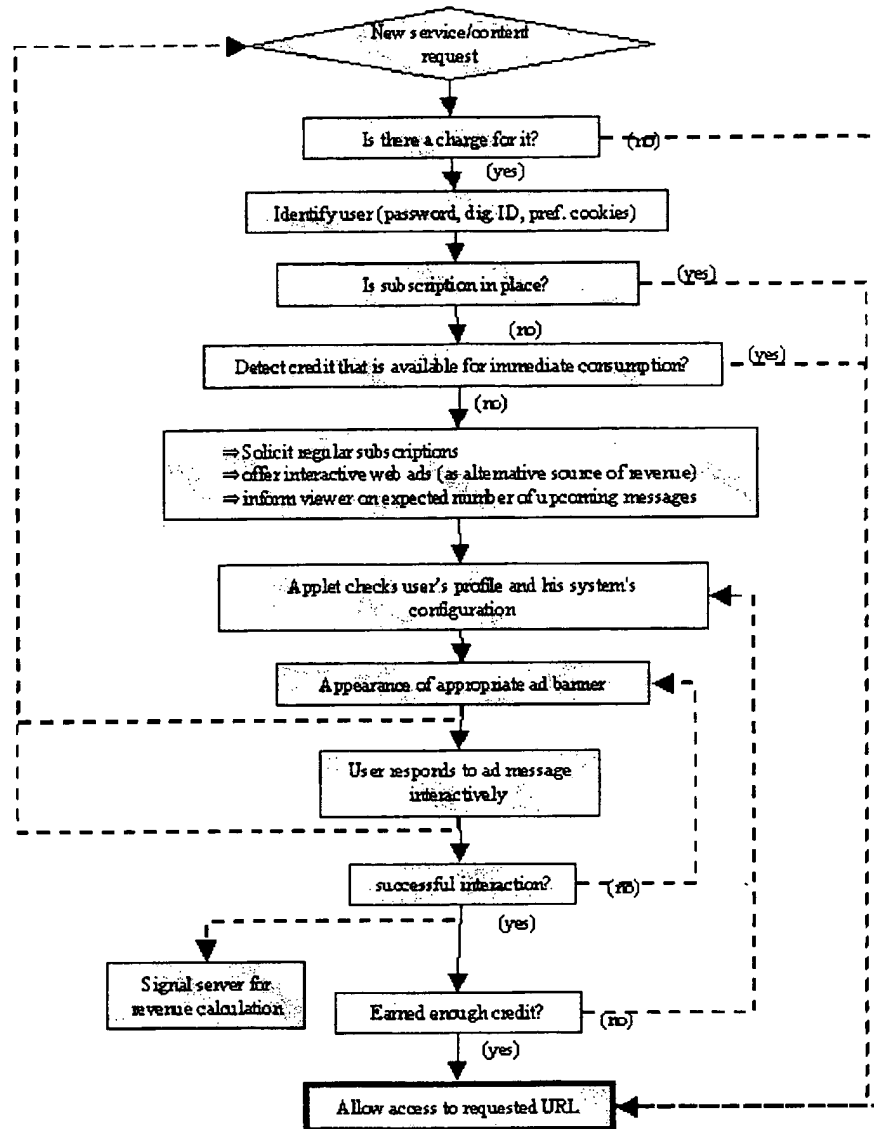 New service/content
request
Is there a charge for it?
(no)
(yes)
Identify user (password, dig. ID, pref. cookies)
Is subscription in place?
(yes)
(no)
Detect credit that is available for immediate consumption?
(yes)
(no)
⇒Solicit regular subscriptions
⇒offer interactive web ads (as alternative source of revenue)
⇒inform viewer on expected number of upcoming messages
Applet checks user's profile and his system's
configuration
Appearance of appropriate ad banner
User responds to ad message
interactively
successful interaction?
(no)
(yes)
Signal server for
revenue calculation
Earned enough credit?
(no)
(yes)
Allow access to requested URL